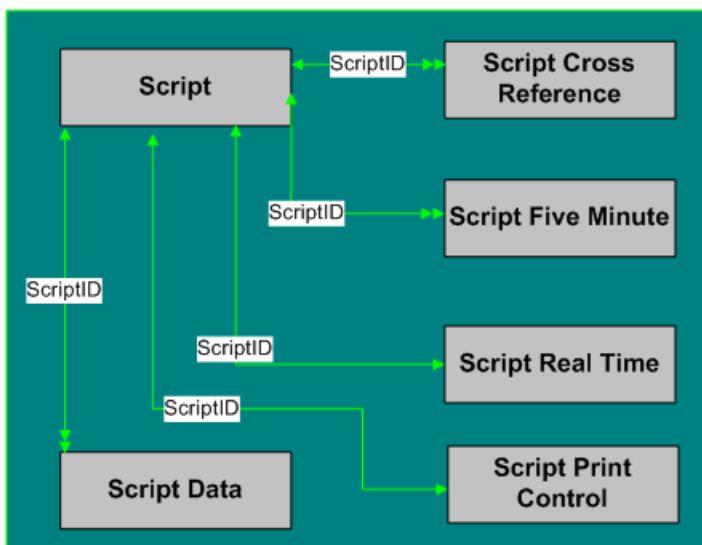 Script
ScriptID
Script Cross
Reference
ScriptID
Script Five Minute
ScriptID
ScriptID
Script Real Time
ScriptID
Script Data
Script Print
Control